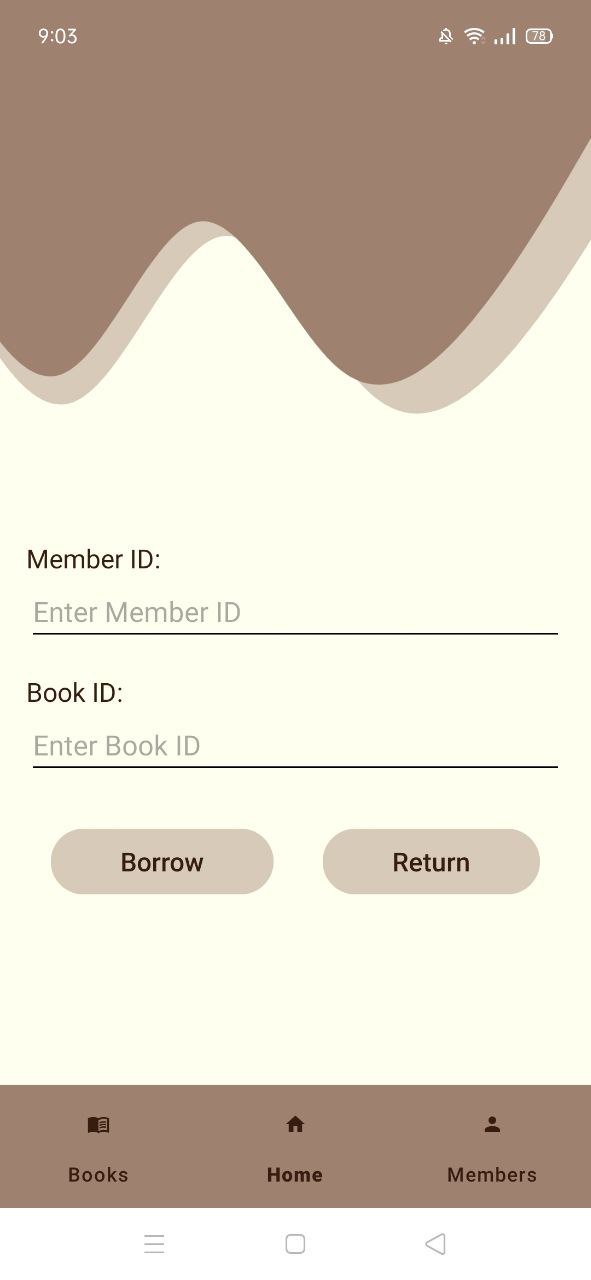 9:03 78
Member ID:
Enter Member ID
Book ID:
Enter Book ID
Borrow Return
Books Home Members